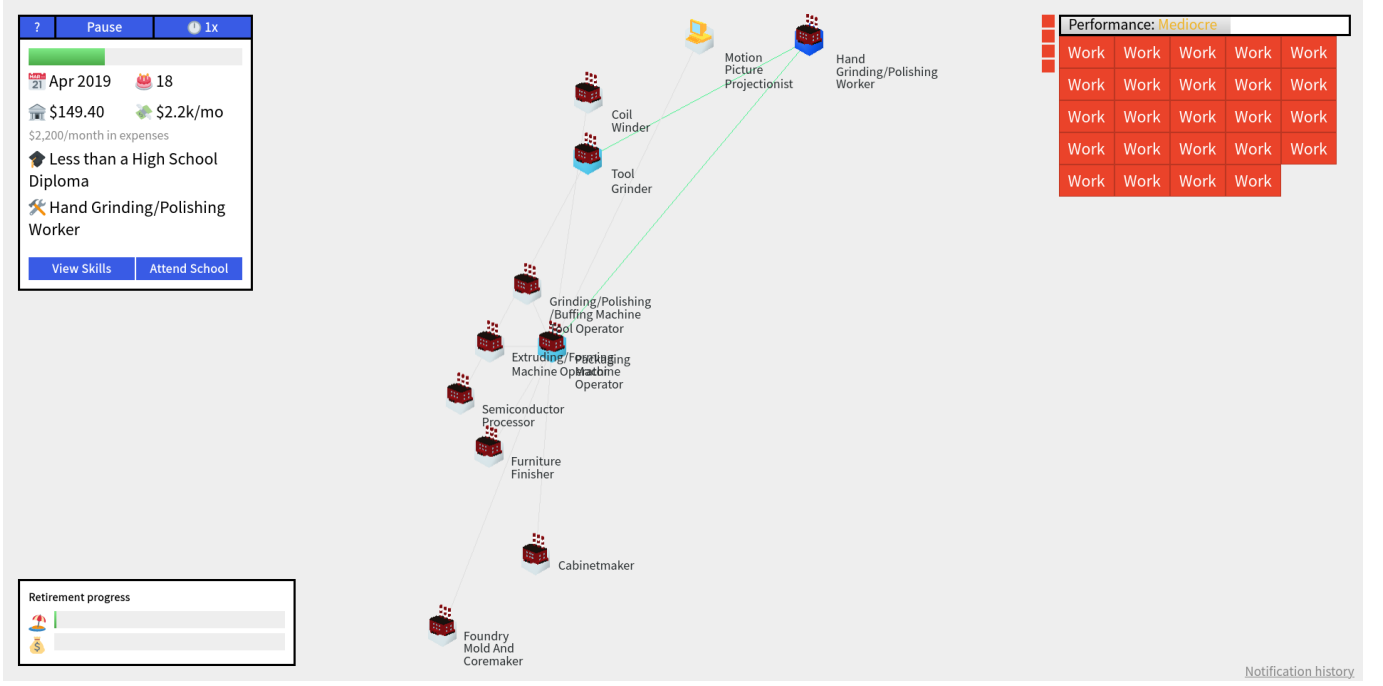 ?
Pause
1x
Apr 2019
18
$149.40
$2.2k/mo
$2,200/month in expenses
Less than a High School
Diploma
Hand Grinding/Polishing
Worker
View Skills
Attend School
Motion
Picture
Projectionist
Hand
Grinding/Polishing
Worker
Coil
Winder
Tool
Grinder
Grinding/Polishing
/Buffing Machine
Tool Operator
Extruding/Forming
Machine Operator
Packaging
Machine
Operator
Semiconductor
Processor
Furniture
Finisher
Cabinetmaker
Foundry
Mold And
Coremaker
Performance: Mediocre
Work Work Work Work Work
Work Work Work Work Work
Work Work Work Work Work
Work Work Work Work Work
Work Work Work Work
Retirement progress
Notification history